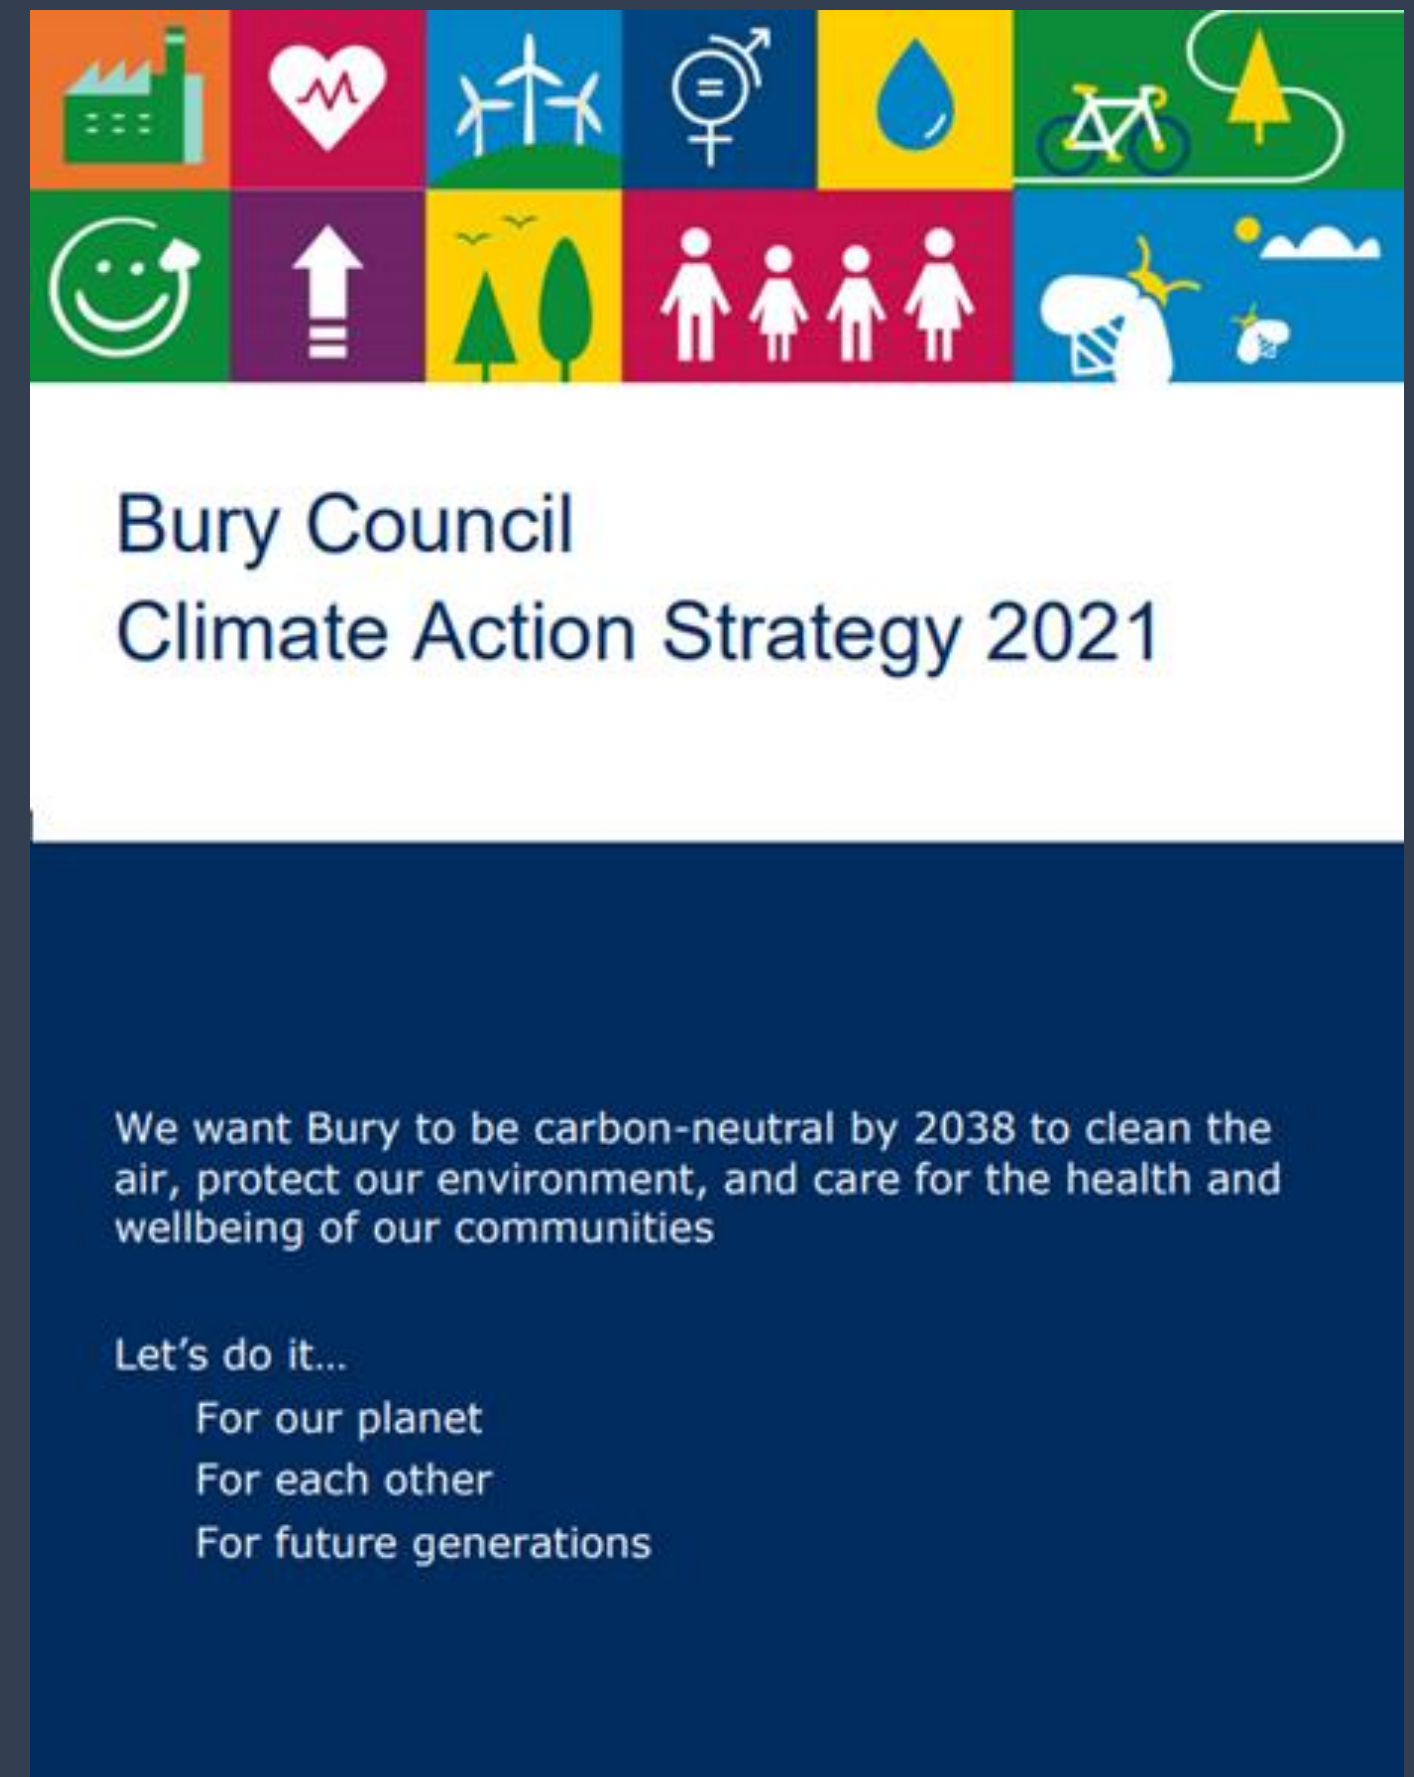 Bury Council
Climate Action Strategy 2021
We want Bury to be carbon-neutral by 2038 to clean the
air, protect our environment, and care for the health and
wellbeing of our communities
Let’s do it...
For our planet
For each other
For future generations